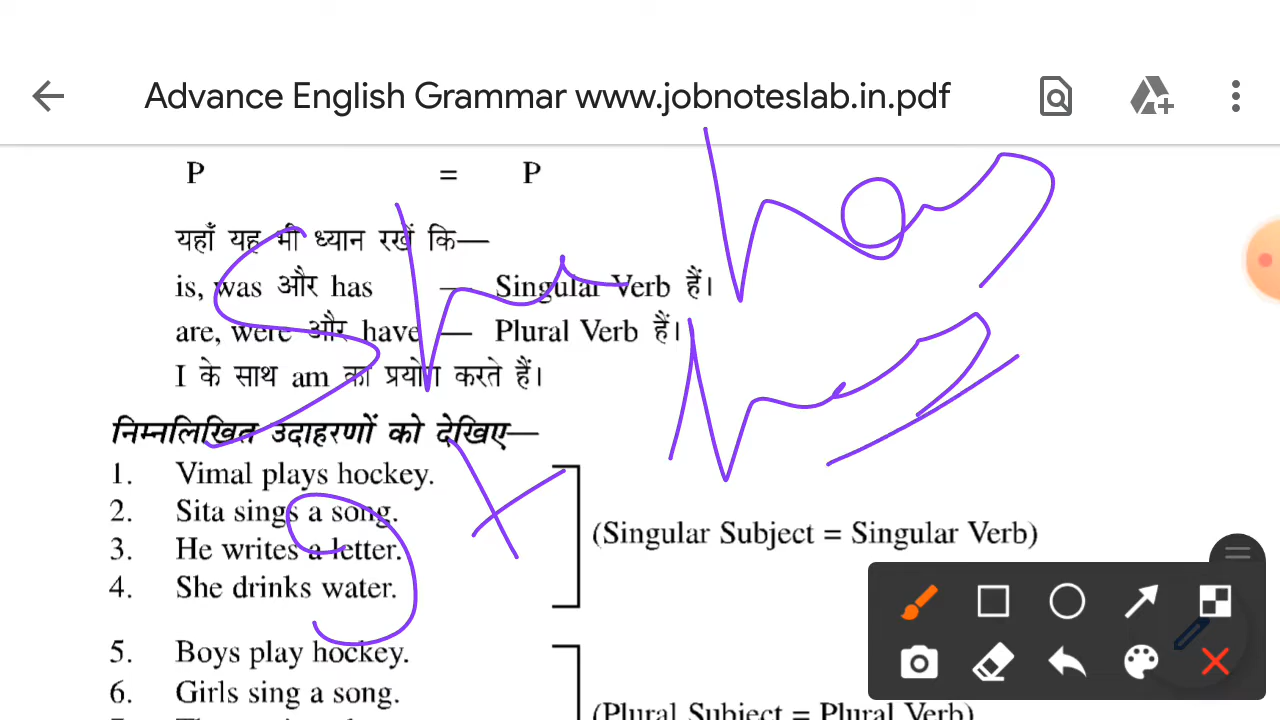 Advance English Grammar www.jobnoteslab.in.pdf
P = P
यहाँ यह भी ध्यान रखें कि—
is, was और has — Singular Verb हैं।
are, were और have — Plural Verb हैं।
I के साथ am का प्रयोग करते हैं।
निम्नलिखित उदाहरणों को देखिए—
1. Vimal plays hockey.
2. Sita sings a song.
3. He writes a letter.
4. She drinks water.
(Singular Subject = Singular Verb)
5. Boys play hockey.
6. Girls sing a song.
(Plural Subject = Plural Verb)